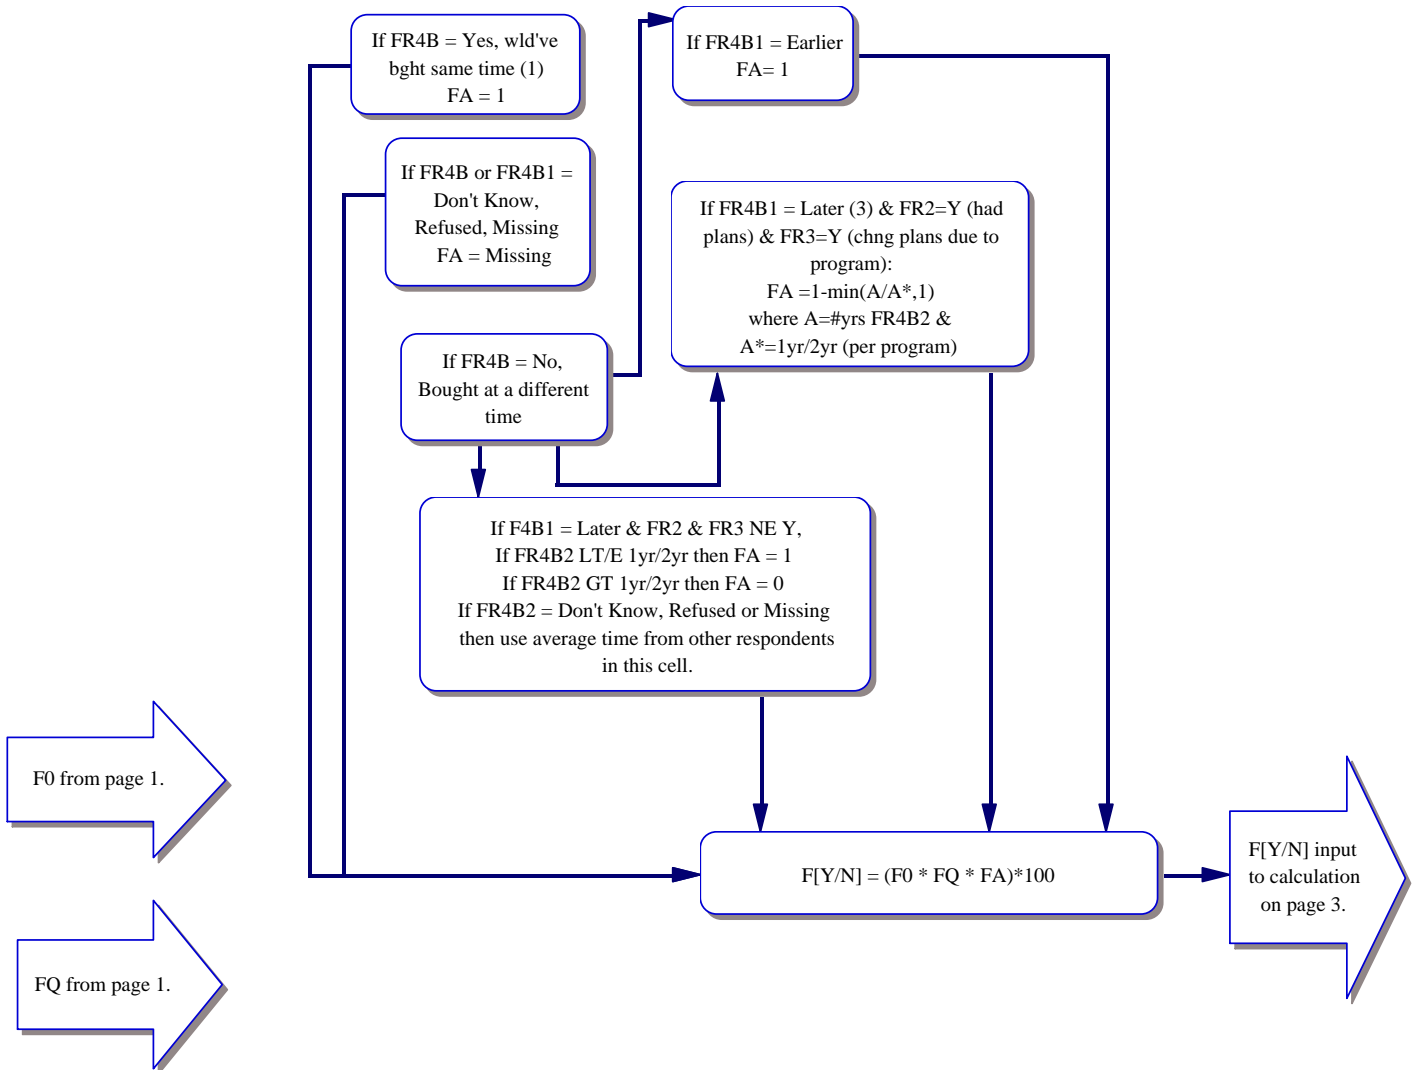 If FR4B = Yes, wld've
bght same time (1)
FA = 1
If FR4B1 = Earlier
FA= 1
If FR4B or FR4B1 =
Don't Know,
Refused, Missing
FA = Missing
If FR4B1 = Later (3) & FR2=Y (had
plans) & FR3=Y (chng plans due to
program):
FA =1-min(A/A*,1)
where A=#yrs FR4B2 &
A*=1yr/2yr (per program)
If FR4B = No,
Bought at a different
time
If F4B1 = Later & FR2 & FR3 NE Y,
If FR4B2 LT/E 1yr/2yr then FA = 1
If FR4B2 GT 1yr/2yr then FA = 0
If FR4B2 = Don't Know, Refused or Missing
then use average time from other respondents
in this cell.
F0 from page 1.
F[Y/N] = (F0 * FQ * FA)*100
F[Y/N] input
to calculation
on page 3.
FQ from page 1.